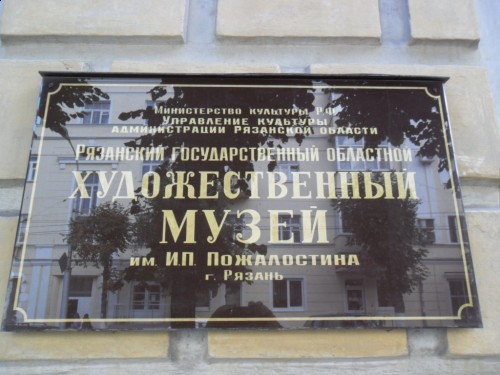 Министерство культуры РФ
Управление культуры
администрации Рязанской области
Рязанский государственный областной
ХУДОЖЕСТВЕННЫЙ
МУЗЕЙ
им. И.П. Пожалостина
г. Рязань